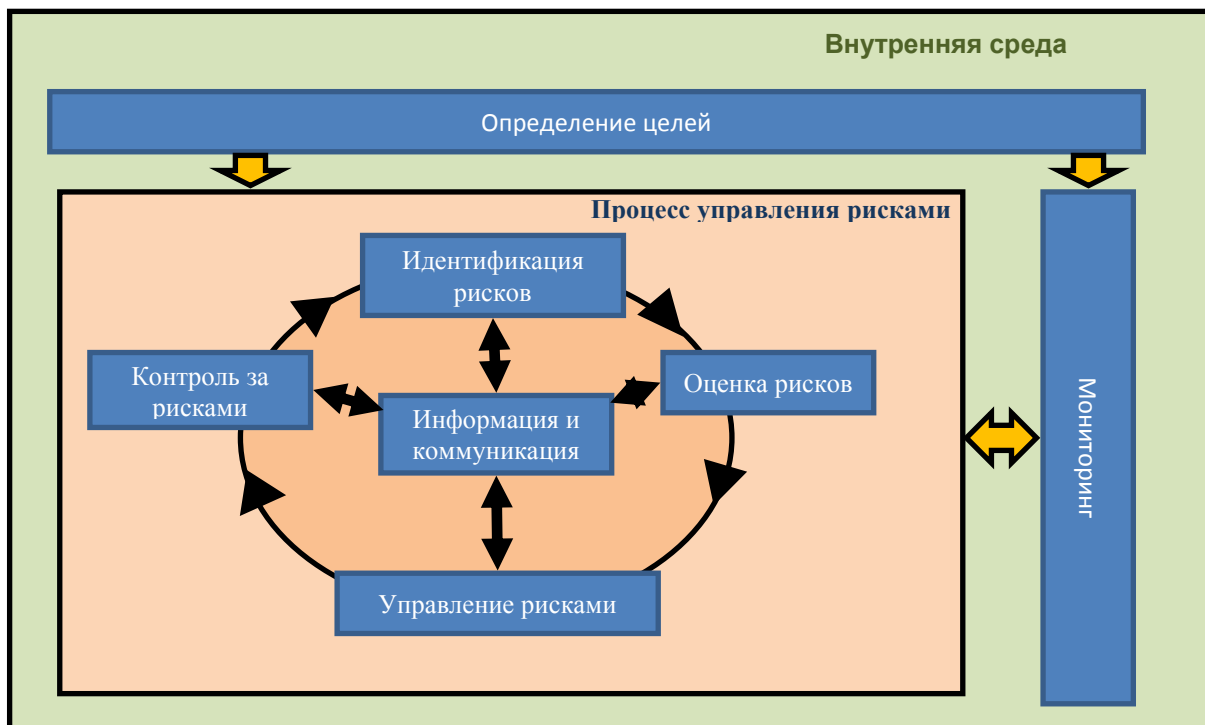 Внутренняя среда
Определение целей
Процесс управления рисками
Идентификация
рисков
Контроль за
рисками
Оценка рисков
Информация и
коммуникация
Управление рисками
Мониторинг